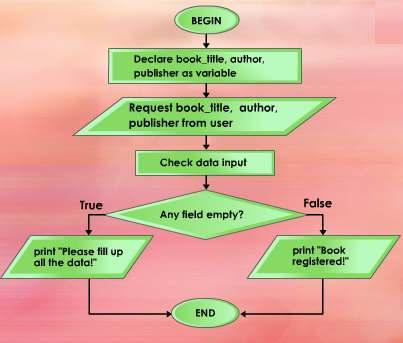 BEGIN
Declare book_title, author,
publisher as variable
Request book_title, author,
publisher from user
Check data input
Any field empty?
True
False
print "Please fill up
all the data!"
print "Book
registered!"
END